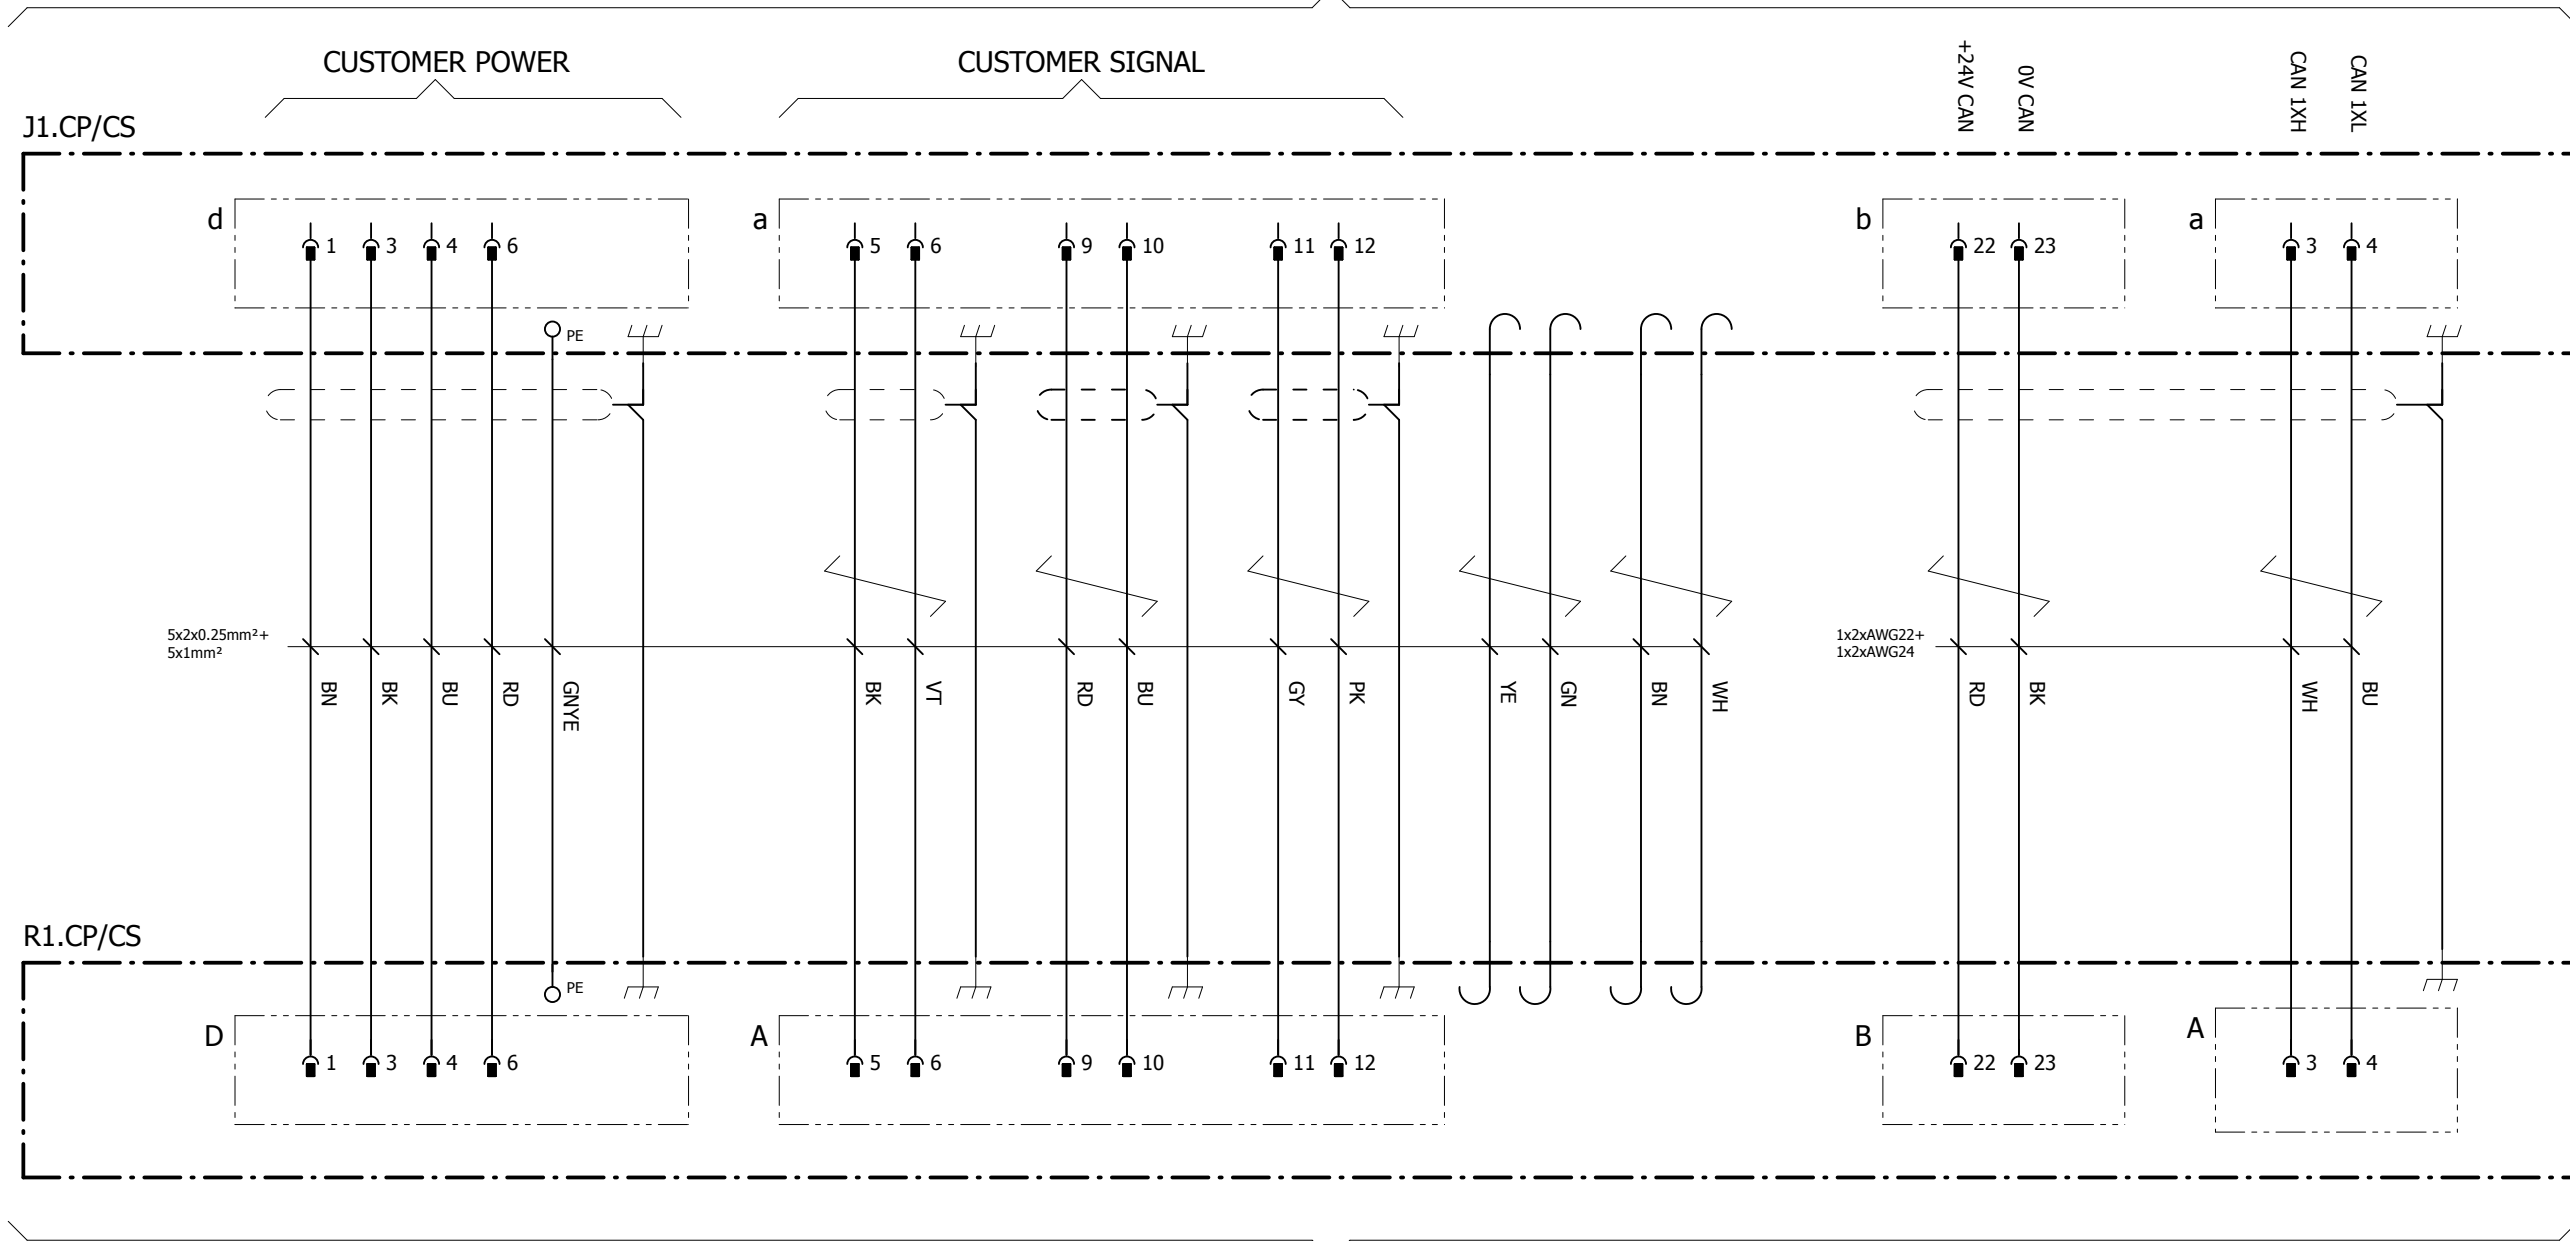 CUSTOMER POWER
CUSTOMER SIGNAL
+24V CAN
0V CAN
CAN 1XH
CAN 1XL
J1.CP/CS
d
1
3
4
6
a
5
6
9
10
11
12
b
22
23
a
3
4
PE
5x2x0.25mm²+
5x1mm²
1x2xAWG22+
1x2xAWG24
BN
BK
BU
RD
GNYE
BK
VT
RD
BU
GY
PK
YE
GN
BN
WH
RD
BK
WH
BU
R1.CP/CS
PE
D
1
3
4
6
A
5
6
9
10
11
12
B
22
23
A
3
4